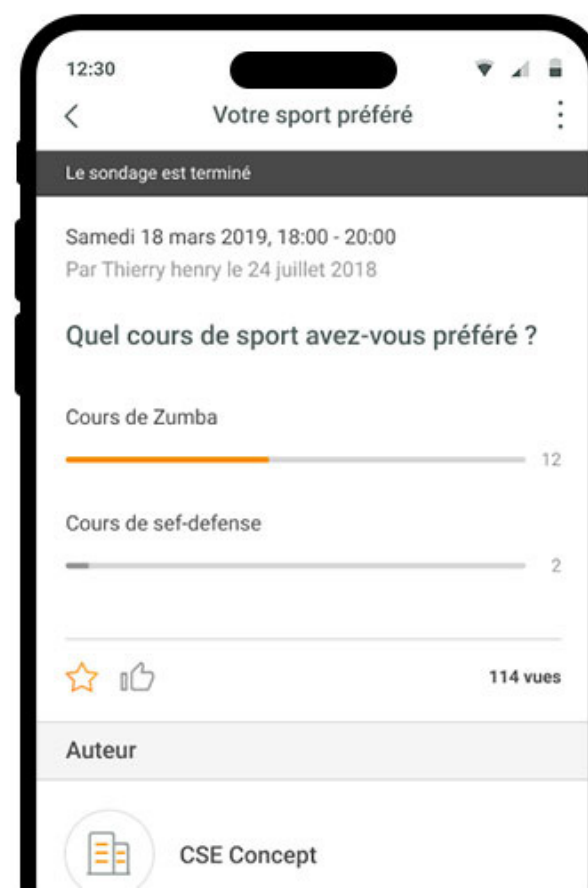 12:30
Votre sport préféré
Le sondage est terminé
Samedi 18 mars 2019, 18:00 - 20:00
Par Thierry henry le 24 juillet 2018
Quel cours de sport avez-vous préféré ?
Cours de Zumba
12
Cours de sef-defense
2
114 vues
Auteur
CSE Concept